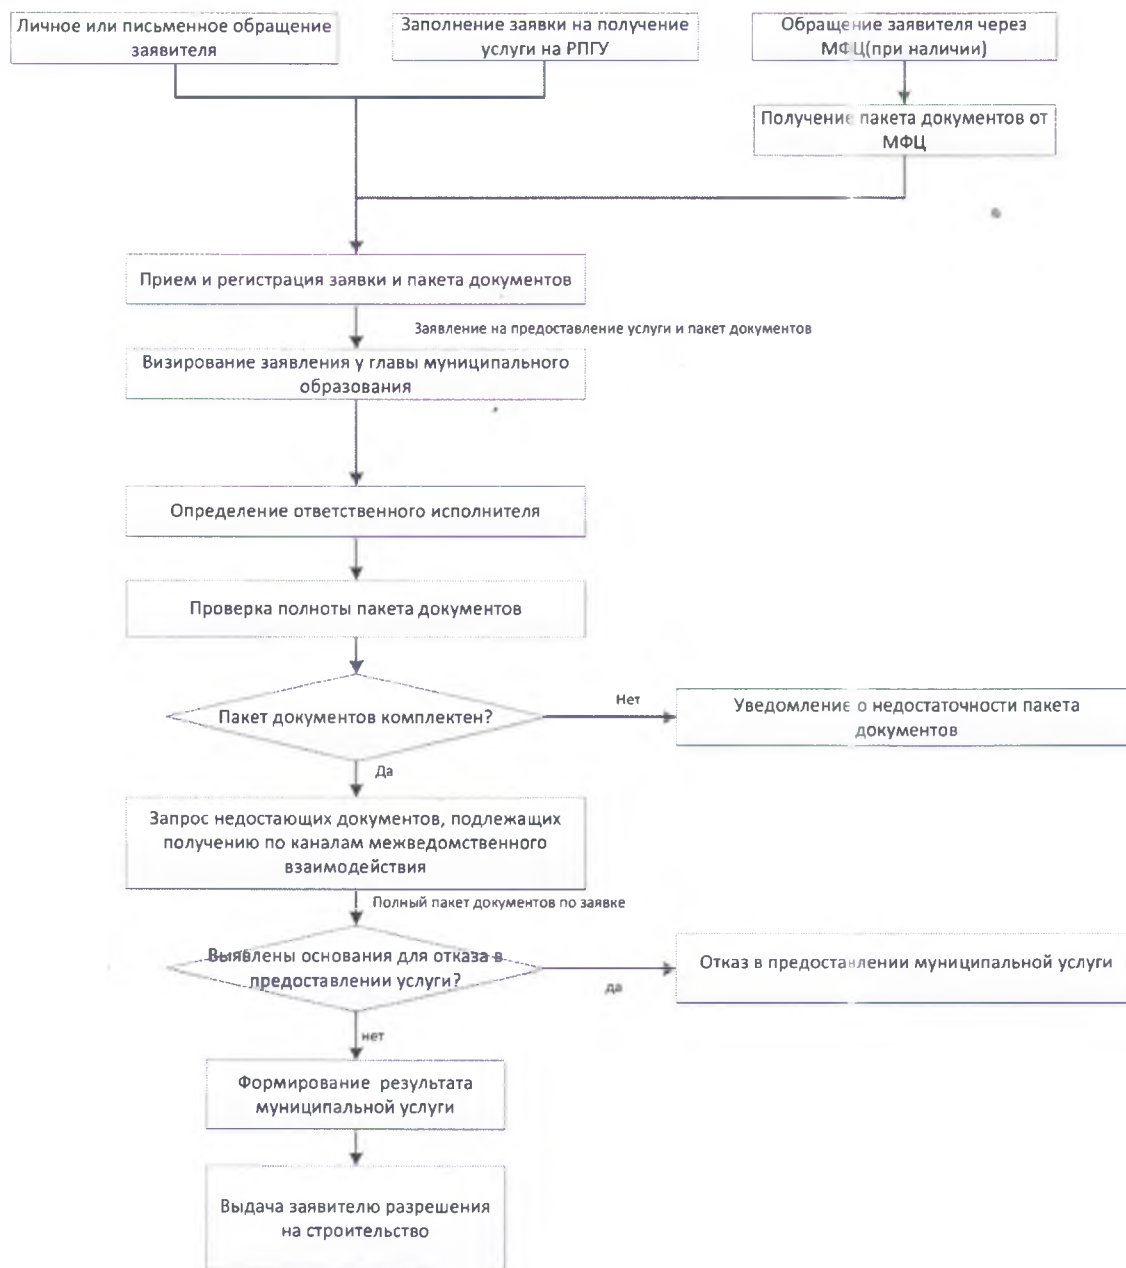 Личное или письменное обращение
заявителя
Заполнение заявки на получение
услуги на РПГУ
Обращение заявителя через
МФЦ(при наличии)
Получение пакета документов от
МФЦ
Прием и регистрация заявки и пакета документов
Заявление на предоставление услуги и пакет документов
Визирование заявления у главы муниципального
образования
Определение ответственного исполнителя
Проверка полноты пакета документов
Пакет документов комплектен?
Нет
Уведомление о недостаточности пакета
документов
Да
Запрос недостающих документов, подлежащих
получению по каналам межведомственного
взаимодействия
Полный пакет документов по заявке
Выявлены основания для отказа в
предоставлении услуги?
да
Отказ в предоставлении муниципальной услуги
нет
Формирование результата
муниципальной услуги
Выдача заявителю разрешения
на строительство